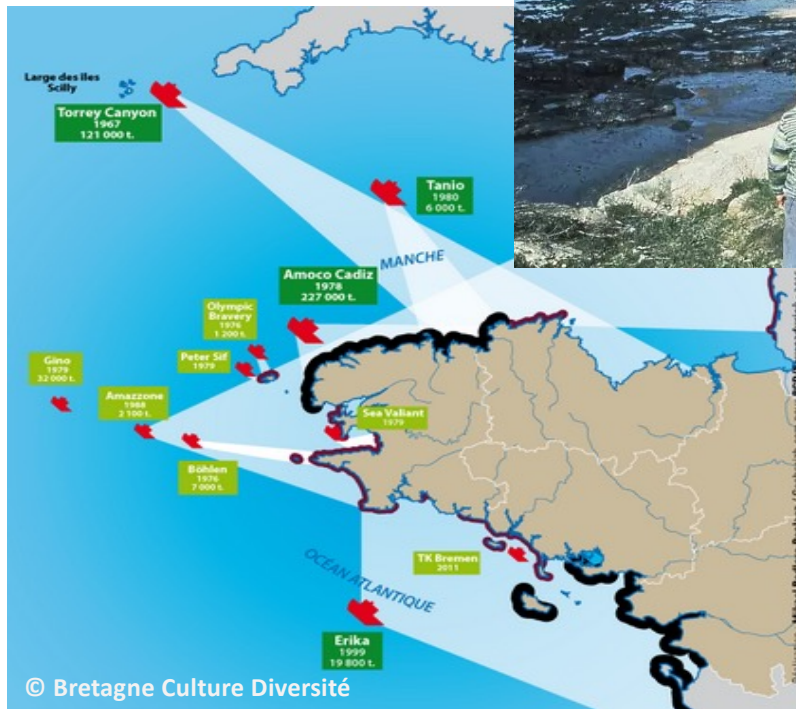 Large des îles
Scilly
Torrey Canyon
1967
121 000 t.
Tanio
1980
6 000 t.
MANCHE
Amoco Cadiz
1978
227 000 t.
Olympic
Bravery
1976
1 200 t.
Peter Sif
1979
Gino
1979
32 000 t.
Amazzone
1988
2 100 t.
Sea Valiant
1979
Böhlen
1976
7 000 t.
TK Bremen
2011
OCÉAN ATLANTIQUE
Erika
1999
19 800 t.
© Bretagne Culture Diversité